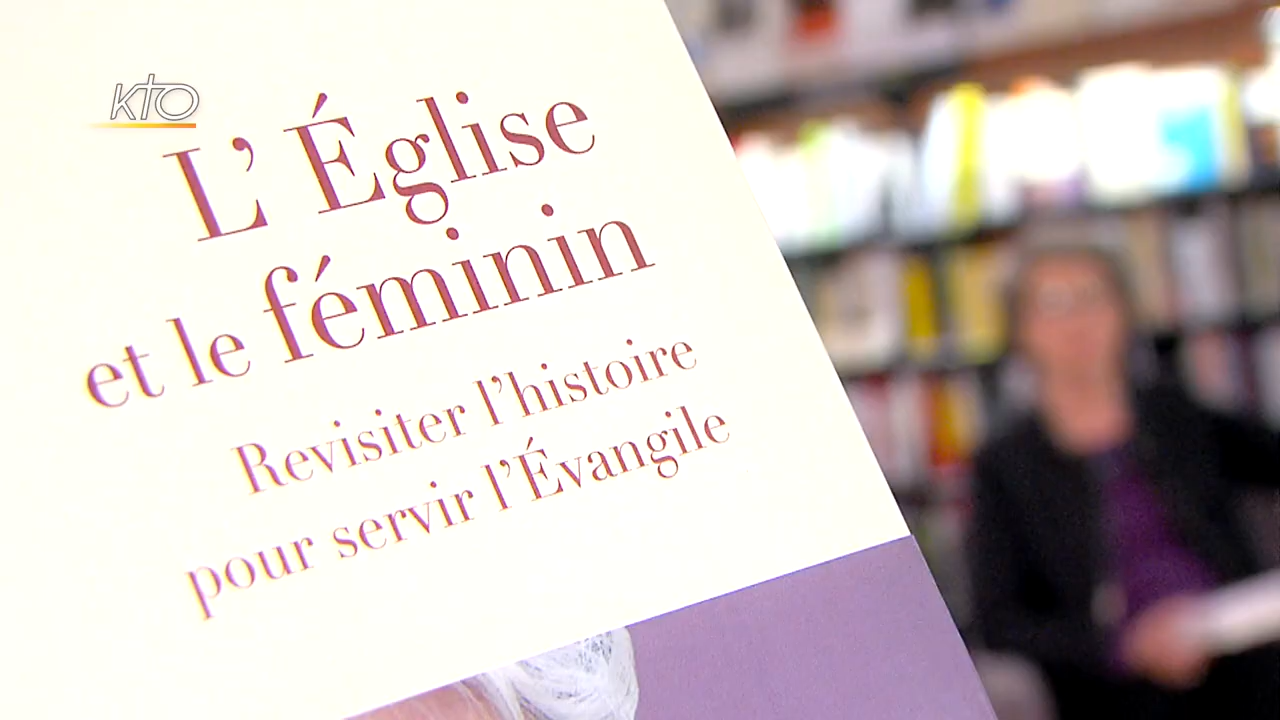 KTO
L' Église
et le féminin
Revisiter l'histoire
pour servir l'Évangile